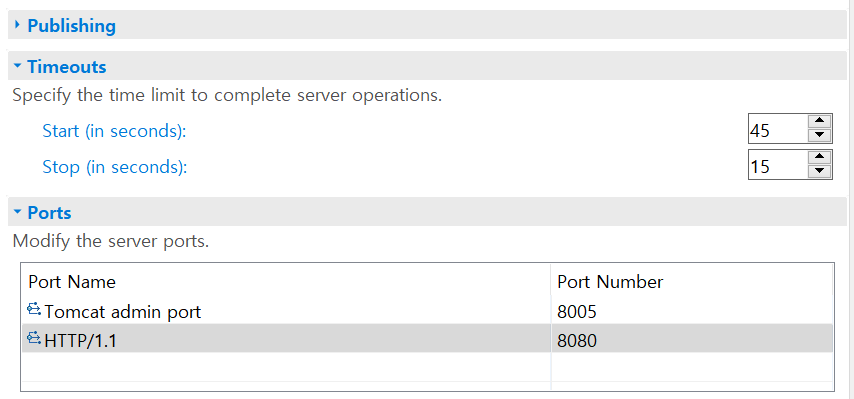 Publishing
Timeouts
Specify the time limit to complete server operations.
Start (in seconds): 45
Stop (in seconds): 15
Ports
Modify the server ports.
Port Name Port Number
Tomcat admin port 8005
HTTP/1.1 8080